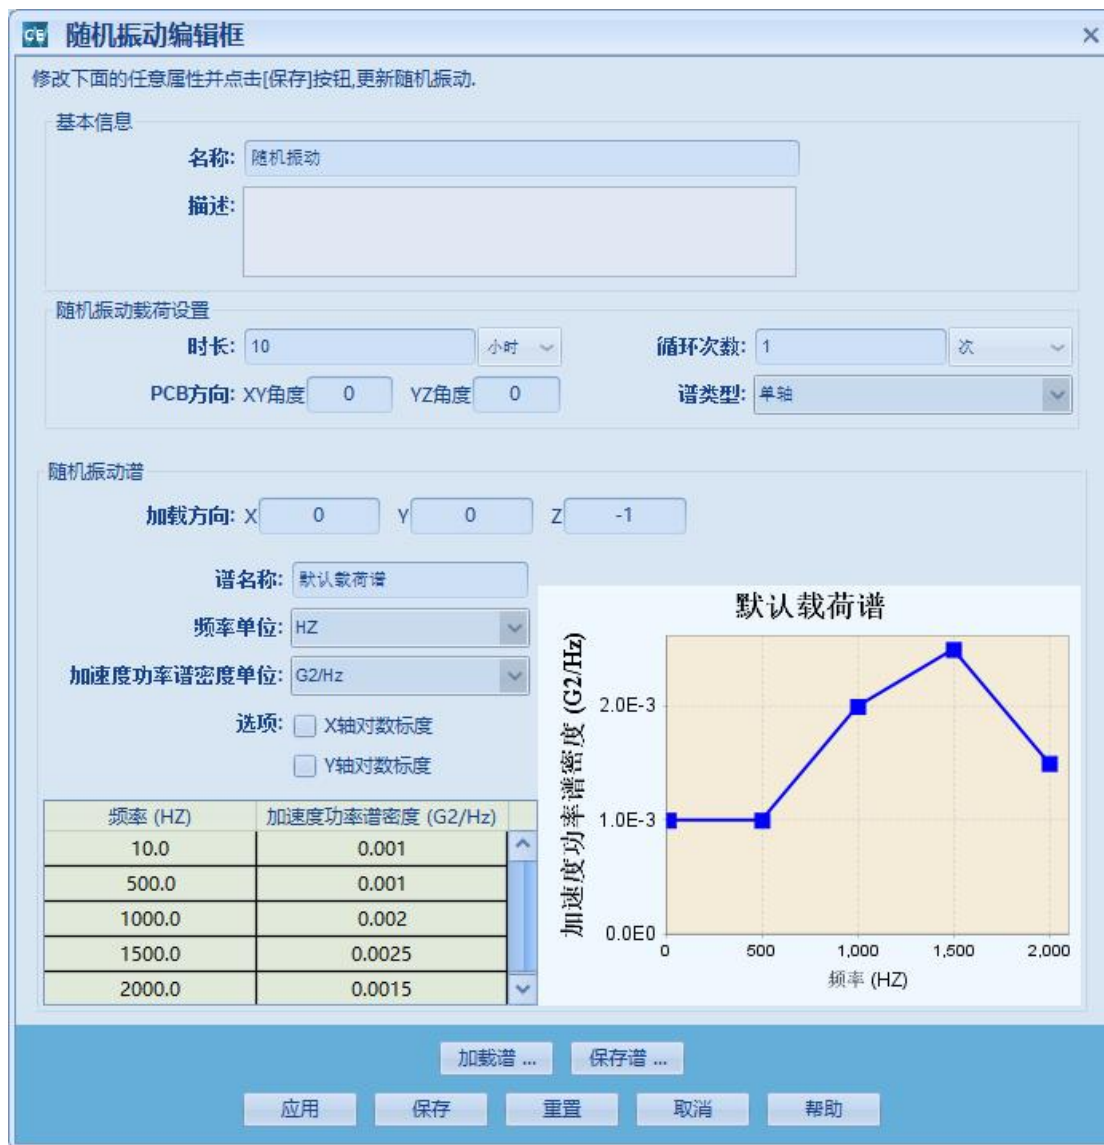 CE 随机振动编辑框
修改下面的任意属性并点击[保存]按钮,更新随机振动.
基本信息
名称: 随机振动
描述:
随机振动载荷设置
时长: 10 小时 循环次数: 1 次
PCB方向: XY角度 0 YZ角度 0 谱类型: 单轴
随机振动谱
加载方向: X 0 Y 0 Z -1
谱名称: 默认载荷谱
频率单位: HZ
加速度功率谱密度单位: G2/Hz
选项: X轴对数标度
Y轴对数标度
频率 (HZ) 加速度功率谱密度 (G2/Hz)
10.0 0.001
500.0 0.001
1000.0 0.002
1500.0 0.0025
2000.0 0.0015
默认载荷谱
加速度功率谱密度 (G2/Hz)
2.0E-3
1.0E-3
0.0E0
0 500 1,000 1,500 2,000
频率 (HZ)
加载谱 ... 保存谱 ...
应用 保存 重置 取消 帮助